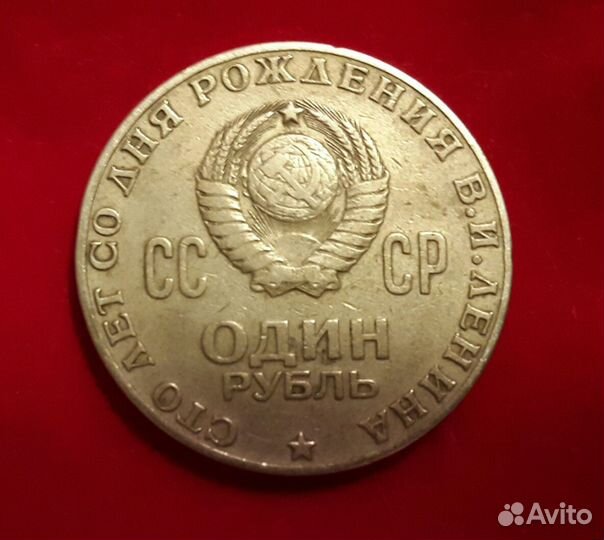 СТО ЛЕТ СО ДНЯ РОЖДЕНИЯ В.И.ЛЕНИНА
СС СР
ОДИН
РУБЛЬ
Avito